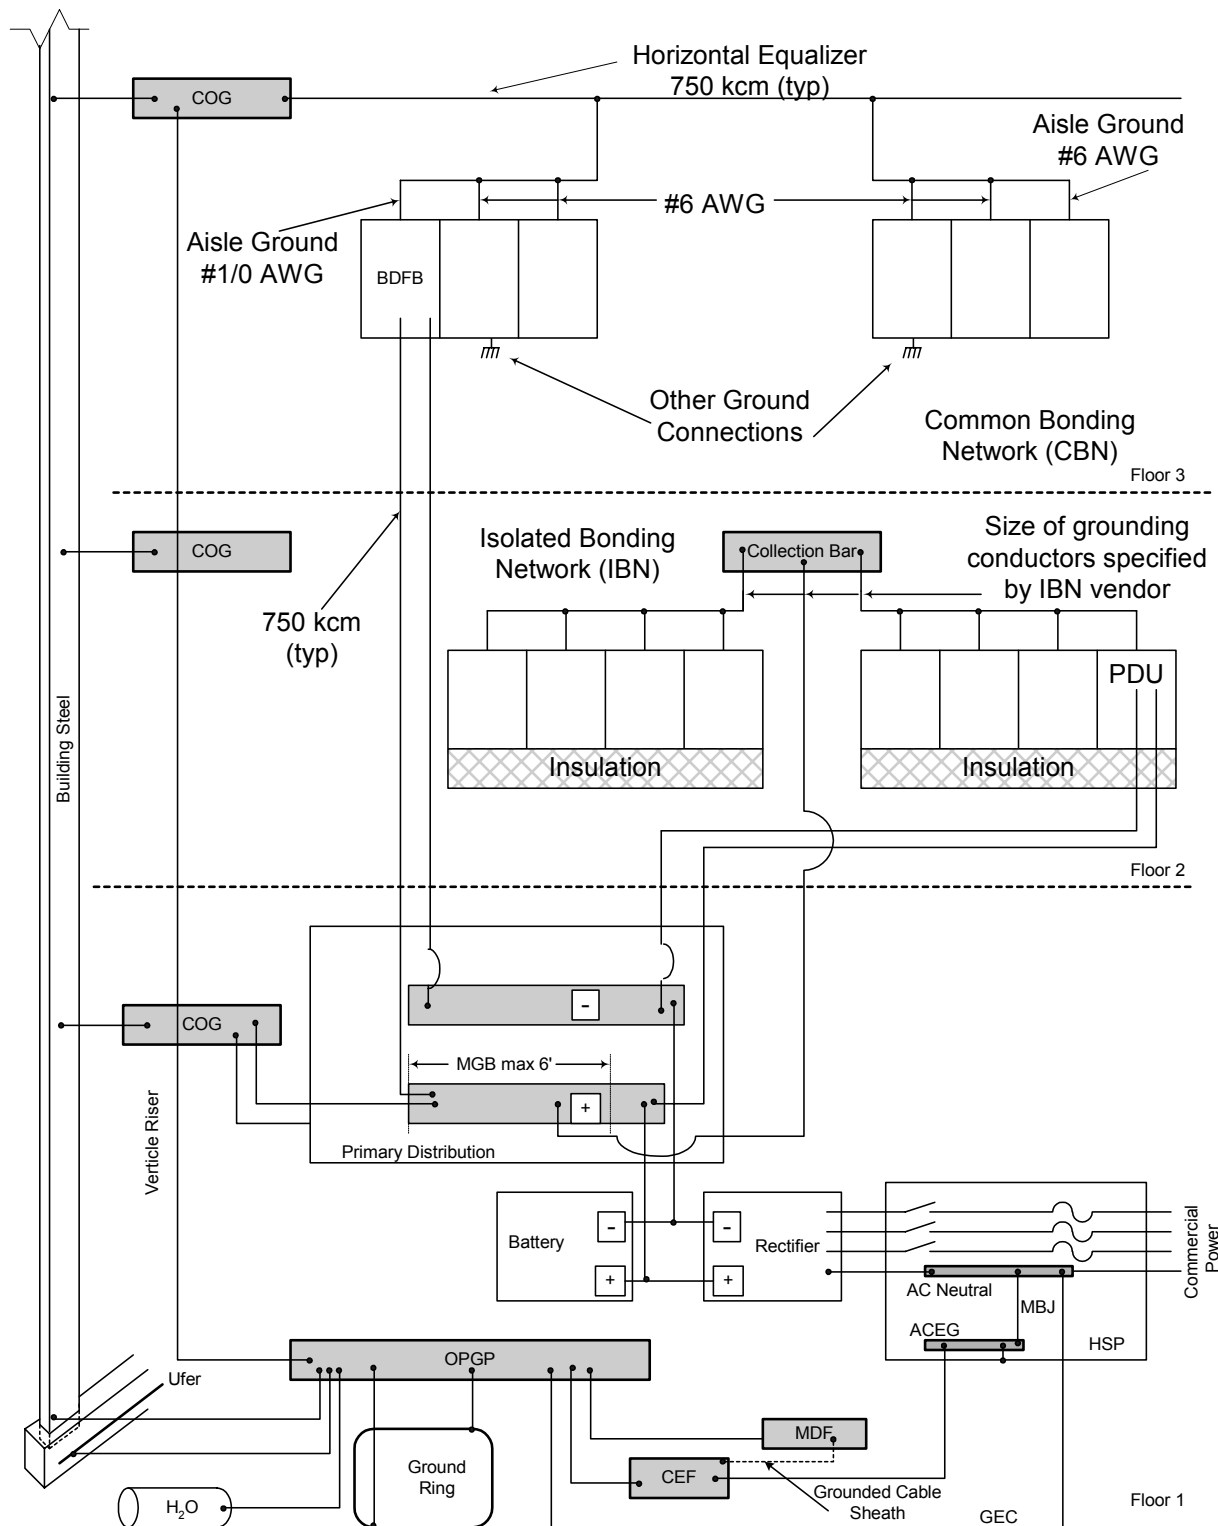 Horizontal Equalizer
750 kcm (typ)
COG
Aisle Ground
#6 AWG
#6 AWG
Aisle Ground
#1/0 AWG
BDFB
Other Ground
Connections
Common Bonding
Network (CBN)
Floor 3
COG
Isolated Bonding
Network (IBN)
Collection Bar
Size of grounding
conductors specified
by IBN vendor
750 kcm
(typ)
PDU
Insulation
Insulation
Building Steel
Floor 2
COG
-
MGB max 6'
+
Primary Distribution
Verticle Riser
Battery
-
+
Rectifier
-
+
Commercial
Power
AC Neutral
MBJ
ACEG
HSP
OPGP
Ufer
MDF
CEF
Ground
Ring
Grounded Cable
Sheath
H2O
GEC
Floor 1